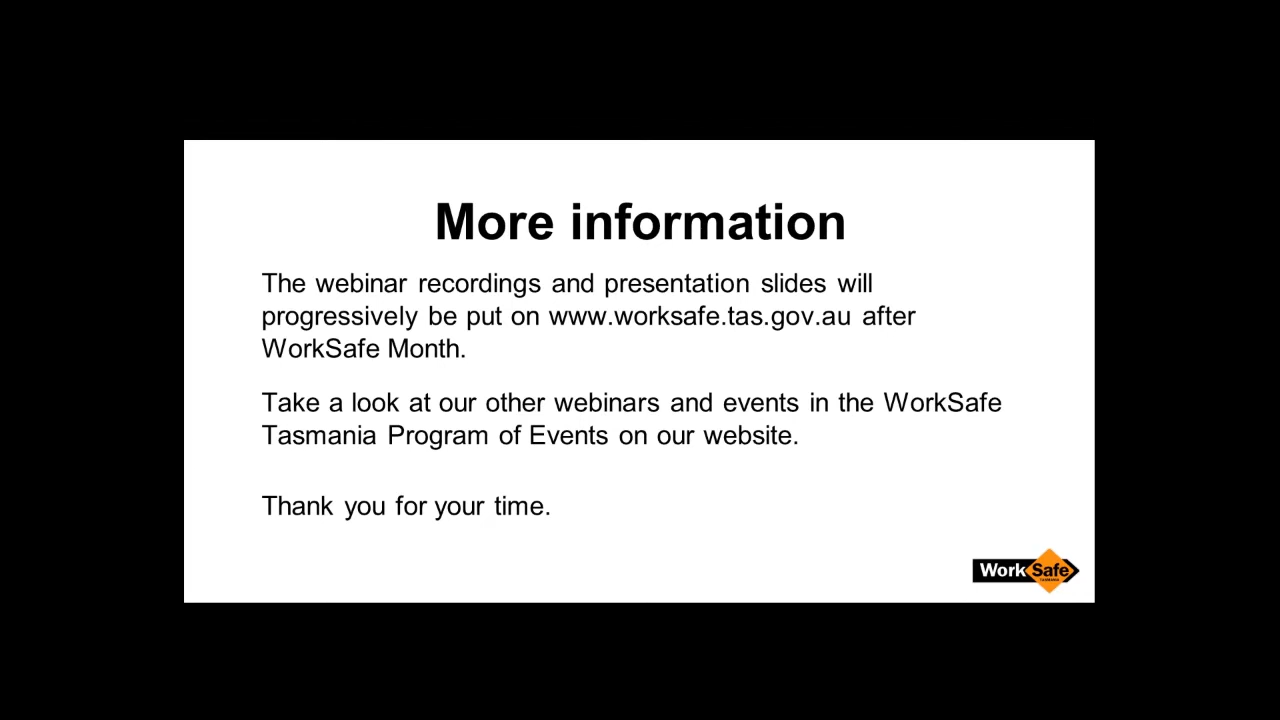 More information
The webinar recordings and presentation slides will
progressively be put on www.worksafe.tas.gov.au after
WorkSafe Month.
Take a look at our other webinars and events in the WorkSafe
Tasmania Program of Events on our website.
Thank you for your time.
WorkSafe
TASMANIA